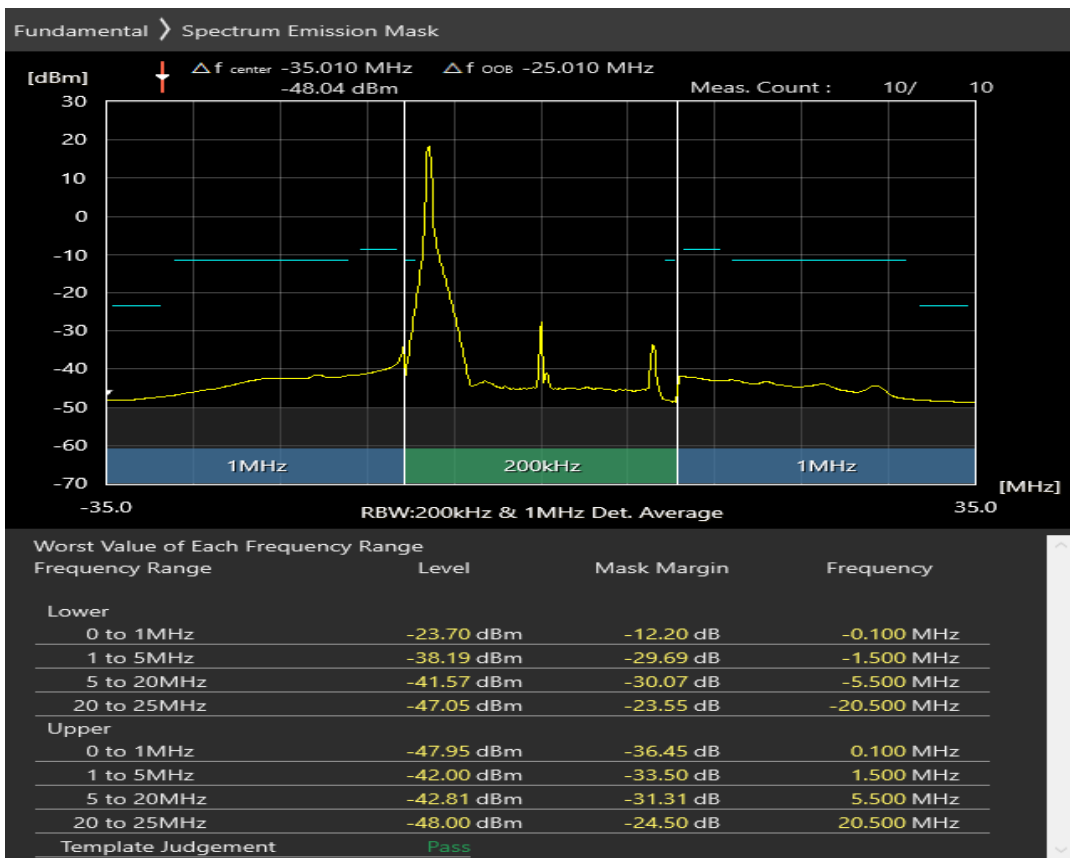 Fundamental 》 Spectrum Emission Mask
[dBm] △f center -35.010 MHz △f OOB -25.010 MHz
-48.04 dBm Meas. Count : 10/ 10
30
20
10
0
-10
-20
-30
-40
-50
-60
-70
1MHz 200kHz 1MHz
[MHz]
-35.0 RBW:200kHz & 1MHz Det. Average 35.0
Worst Value of Each Frequency Range
Frequency Range Level Mask Margin Frequency
Lower
0 to 1MHz -23.70 dBm -12.20 dB -0.100 MHz
1 to 5MHz -38.19 dBm -29.69 dB -1.500 MHz
5 to 20MHz -41.57 dBm -30.07 dB -5.500 MHz
20 to 25MHz -47.05 dBm -23.55 dB -20.500 MHz
Upper
0 to 1MHz -47.95 dBm -36.45 dB 0.100 MHz
1 to 5MHz -42.00 dBm -33.50 dB 1.500 MHz
5 to 20MHz -42.81 dBm -31.31 dB 5.500 MHz
20 to 25MHz -48.00 dBm -24.50 dB 20.500 MHz
Template Judgement Pass